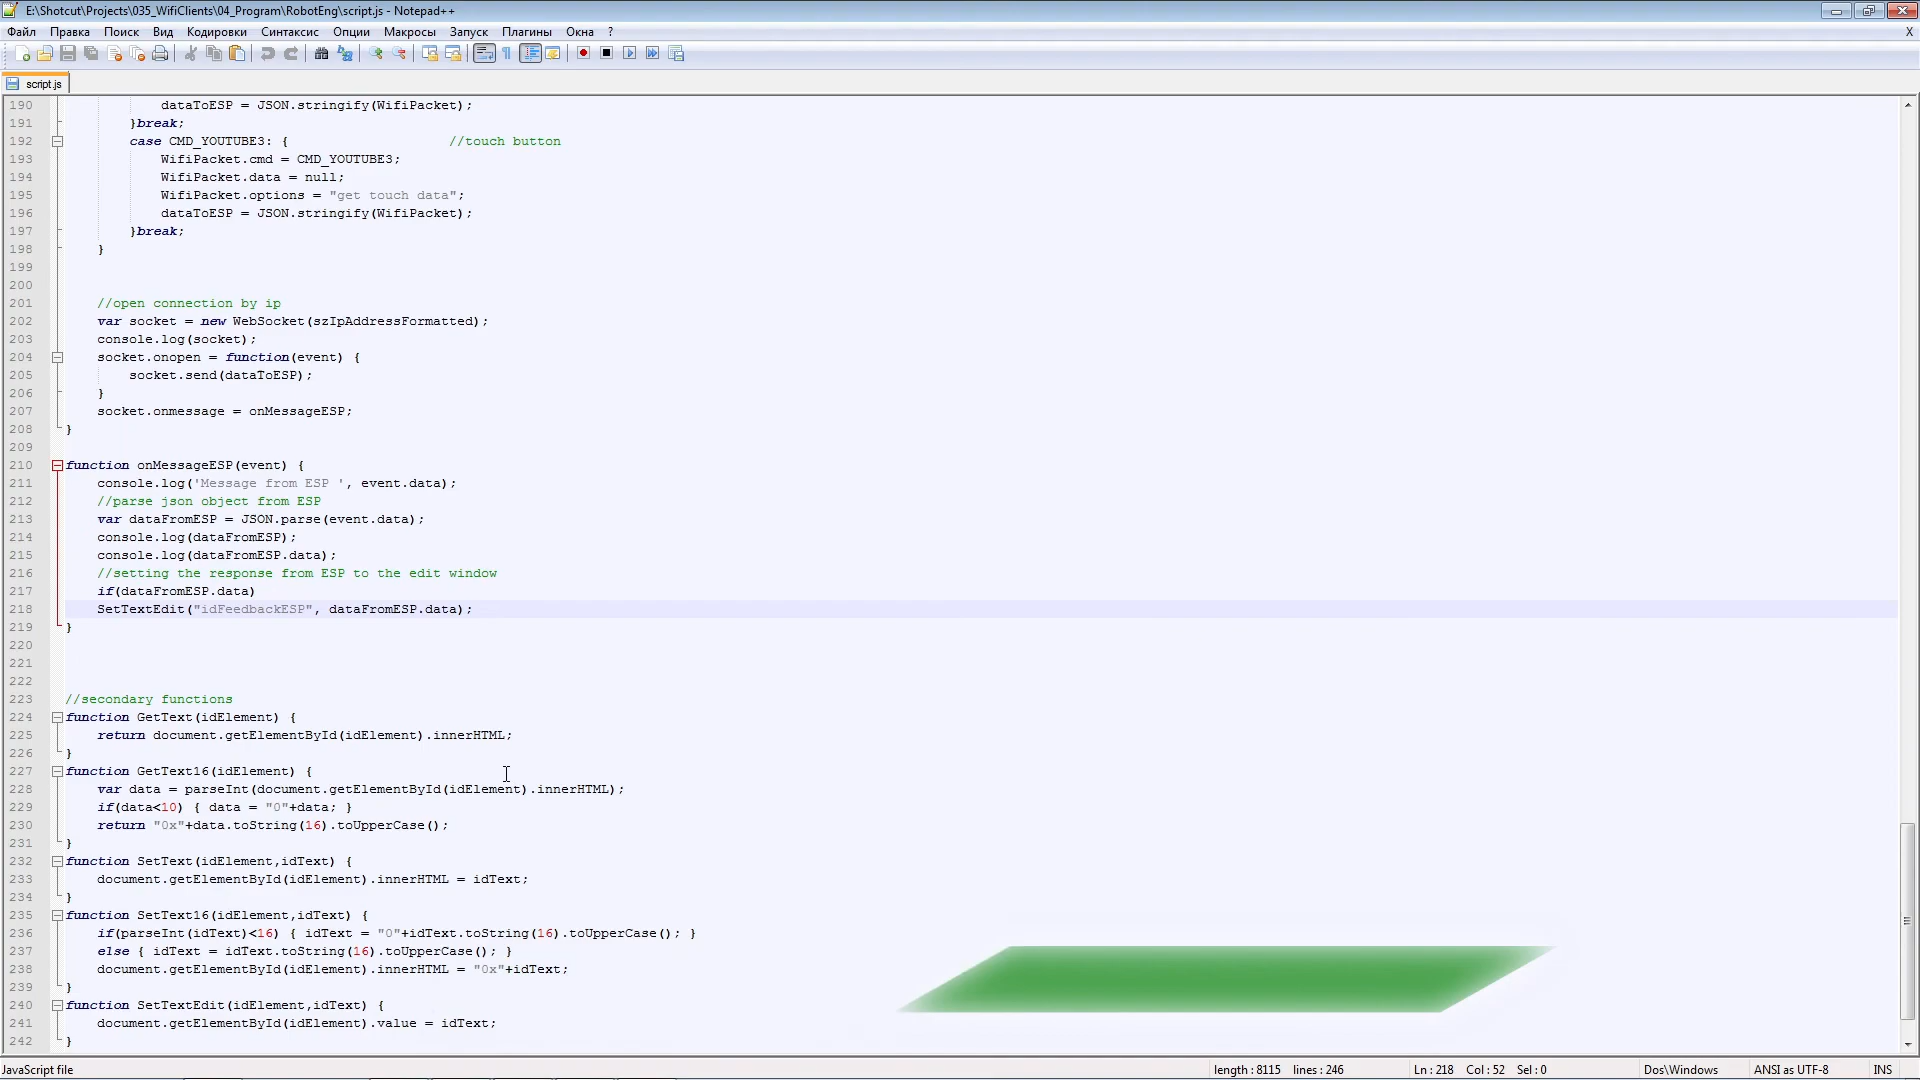 E:\Shotcut\Projects\035_WifiClients\04_Program\RobotEng\script.js - Notepad++
Файл Правка Поиск Вид Кодировки Синтаксис Опции Макросы Запуск Плагины Окна ? X
script.js
190 dataToESP = JSON.stringify(WifiPacket);
191 }break;
192 case CMD_YOUTUBE3: { //touch button
193 WifiPacket.cmd = CMD_YOUTUBE3;
194 WifiPacket.data = null;
195 WifiPacket.options = "get touch data";
196 dataToESP = JSON.stringify(WifiPacket);
197 }break;
198 }
199
200
201 //open connection by ip
202 var socket = new WebSocket(szIpAddressFormatted);
203 console.log(socket);
204 socket.onopen = function(event) {
205 socket.send(dataToESP);
206 }
207 socket.onmessage = onMessageESP;
208 }
209
210 function onMessageESP(event) {
211 console.log('Message from ESP ', event.data);
212 //parse json object from ESP
213 var dataFromESP = JSON.parse(event.data);
214 console.log(dataFromESP);
215 console.log(dataFromESP.data);
216 //setting the response from ESP to the edit window
217 if(dataFromESP.data)
218 SetTextEdit("idFeedbackESP", dataFromESP.data);
219 }
220
221
222
223 //secondary functions
224 function GetText(idElement) {
225 return document.getElementById(idElement).innerHTML;
226 }
227 function GetText16(idElement) {
228 var data = parseInt(document.getElementById(idElement).innerHTML);
229 if(data<10) { data = "0"+data; }
230 return "0x"+data.toString(16).toUpperCase();
231 }
232 function SetText(idElement,idText) {
233 document.getElementById(idElement).innerHTML = idText;
234 }
235 function SetText16(idElement,idText) {
236 if(parseInt(idText)<16) { idText = "0"+idText.toString(16).toUpperCase(); }
237 else { idText = idText.toString(16).toUpperCase(); }
238 document.getElementById(idElement).innerHTML = "0x"+idText;
239 }
240 function SetTextEdit(idElement,idText) {
241 document.getElementById(idElement).value = idText;
242 }
JavaScript file length : 8115 lines : 246 Ln : 218 Col : 52 Sel : 0 Dos\Windows ANSI as UTF-8 INS